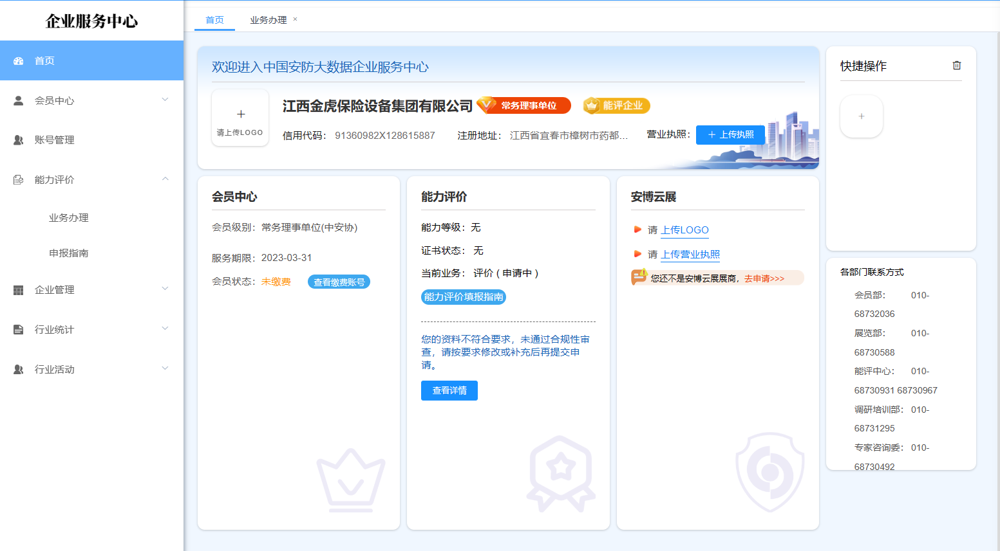 企业服务中心
首页
业务办理 ×
首页
会员中心
账号管理
能力评价
业务办理
申报指南
企业管理
行业统计
行业活动
欢迎进入中国安防大数据企业服务中心
+
请上传LOGO
江西金虎保险设备集团有限公司
常务理事单位
能评企业
信用代码： 91360982X128615887
注册地址： 江西省宜春市樟树市药都...
营业执照： + 上传执照
会员中心
会员级别：常务理事单位(中安协)
服务期限：2023-03-31
会员状态：未缴费 查看缴费账号
能力评价
能力等级：无
证书状态： 无
当前业务： 评价 ( 申请中 )
能力评价填报指南
您的资料不符合要求，未通过合规性审
查，请按要求修改或补充后再提交申
请。
查看详情
安博云展
请 上传LOGO
请 上传营业执照
您还不是安博云展展商，去申请>>>
快捷操作
+
各部门联系方式
会员部： 010-
68732036
展览部： 010-
68730588
能评中心： 010-
68730931 68730967
调研培训部： 010-
68731295
专家咨询委： 010-
68730492